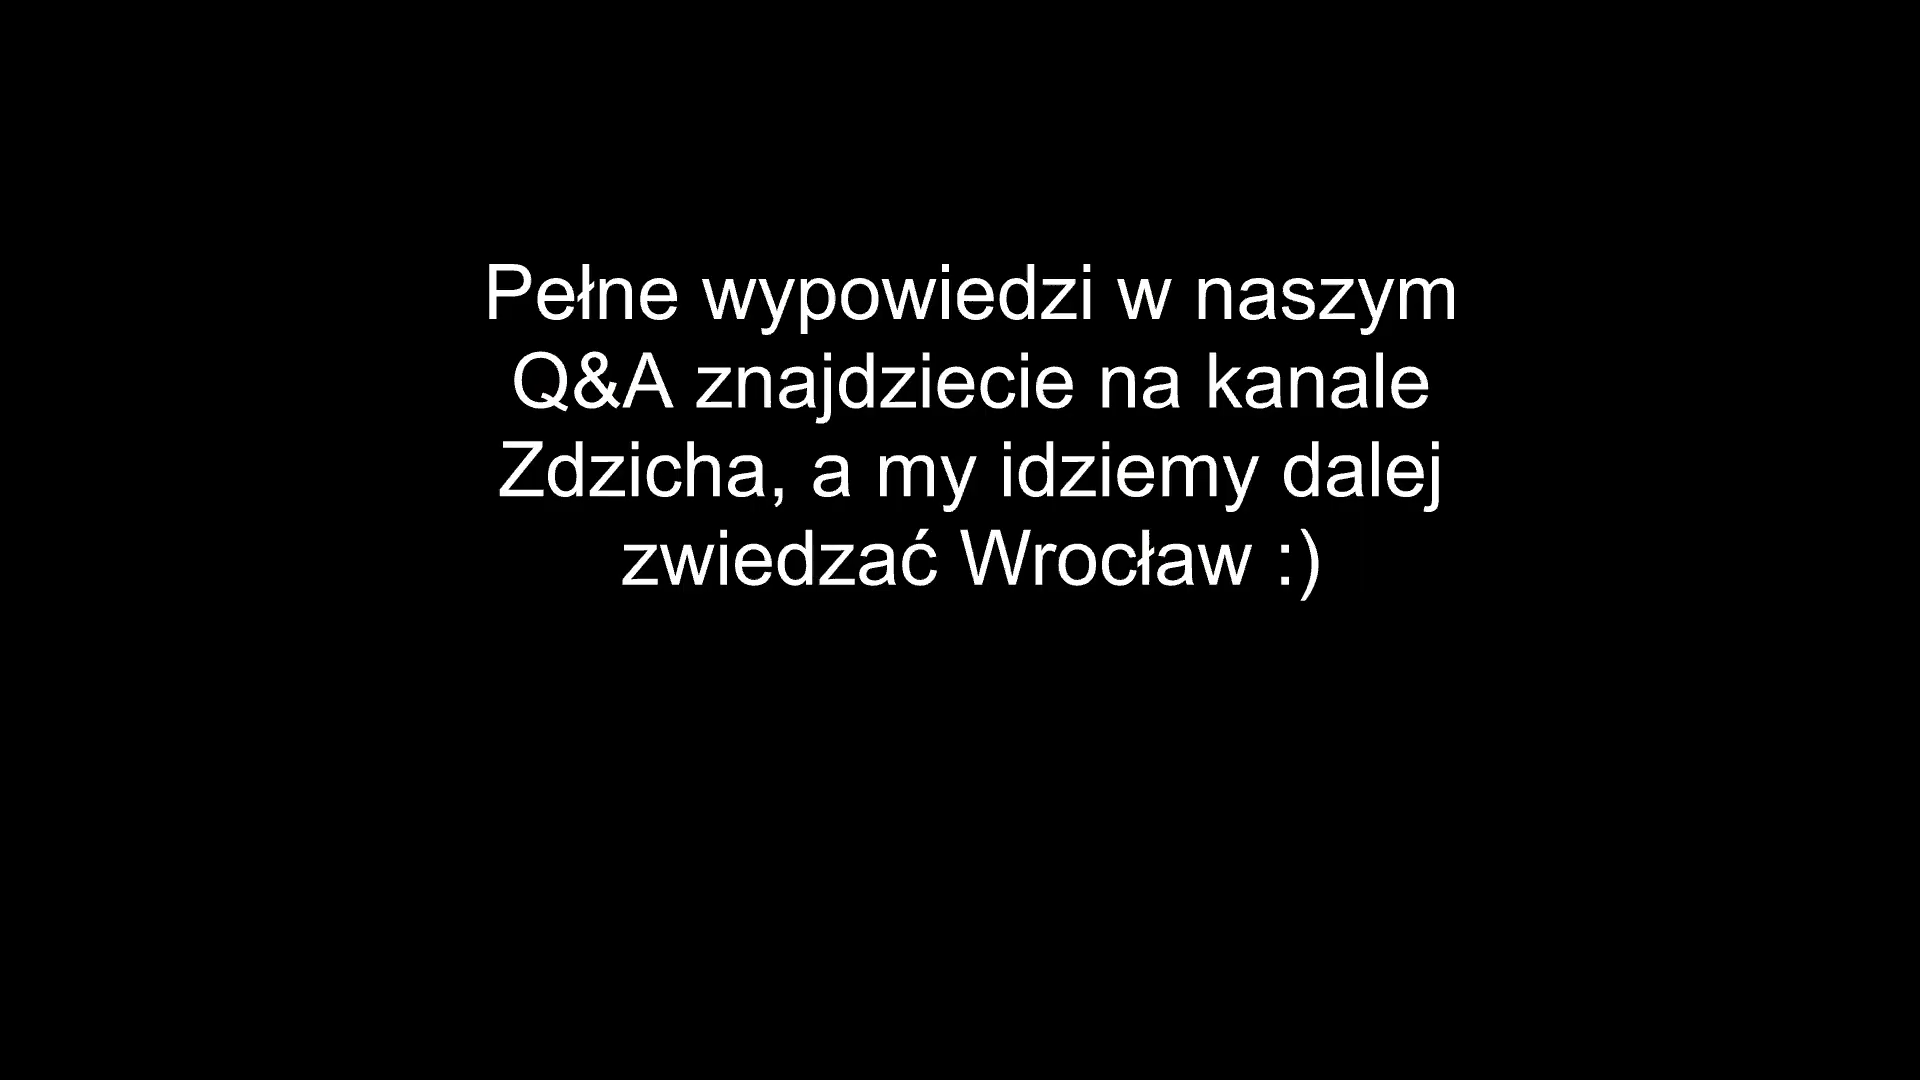 Pełne wypowiedzi w naszym
Q&A znajdziecie na kanale
Zdzicha, a my idziemy dalej
zwiedzać Wrocław :)